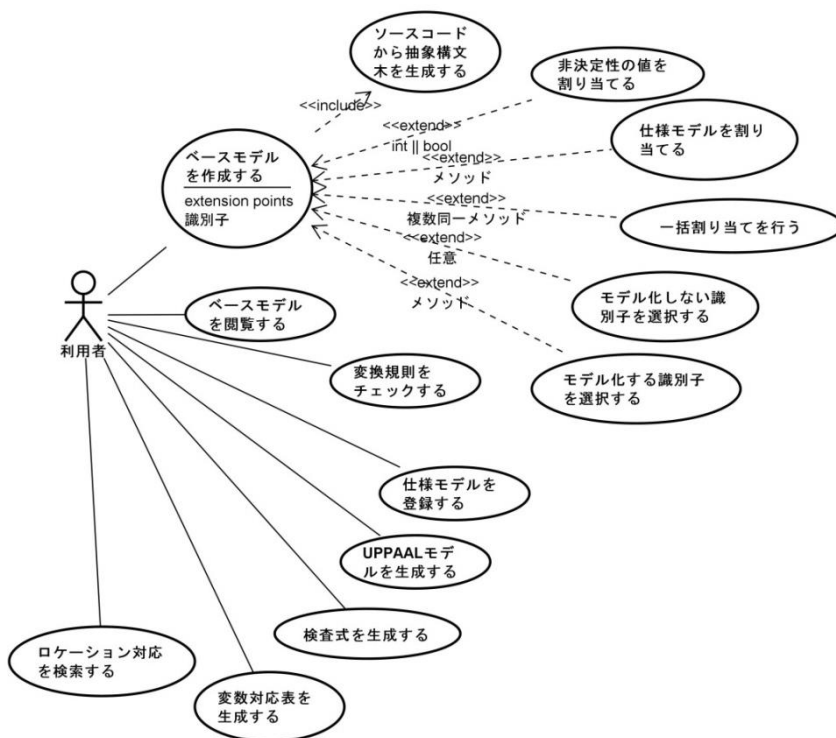 ソースコード
から抽象構文
木を生成する
非決定性の値を
割り当てる
<<include>>
<<extend>>
int || bool
仕様モデルを割り
当てる
ベースモデル
を作成する
extension points
識別子
<<extend>>
メソッド
<<extend>>
複数同一メソッド
一括割り当てを行う
<<extend>>
任意
<<extend>>
メソッド
モデル化しない識
別子を選択する
利用者
ベースモデル
を閲覧する
変換規則を
チェックする
モデル化する識別子
を選択する
仕様モデルを
登録する
UPPAALモデ
ルを生成する
検査式を生成する
ロケーション対応
を検索する
変数対応表を
生成する